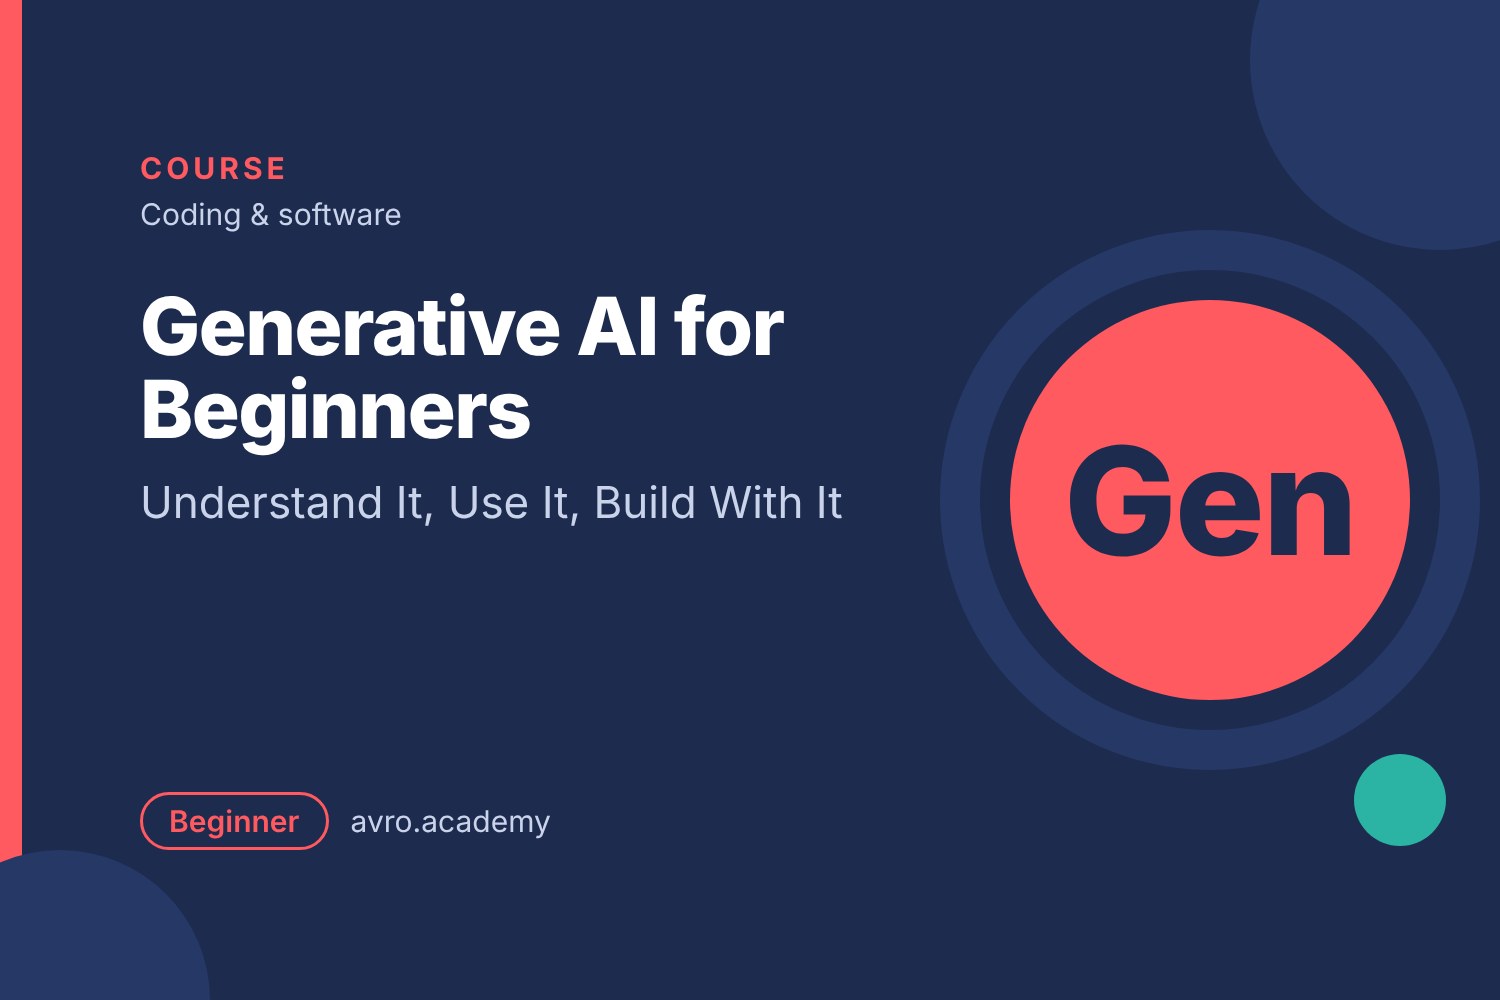 COURSE
Coding & software
Generative AI for
Beginners
Understand It, Use It, Build With It
Gen
Beginner
avro.academy